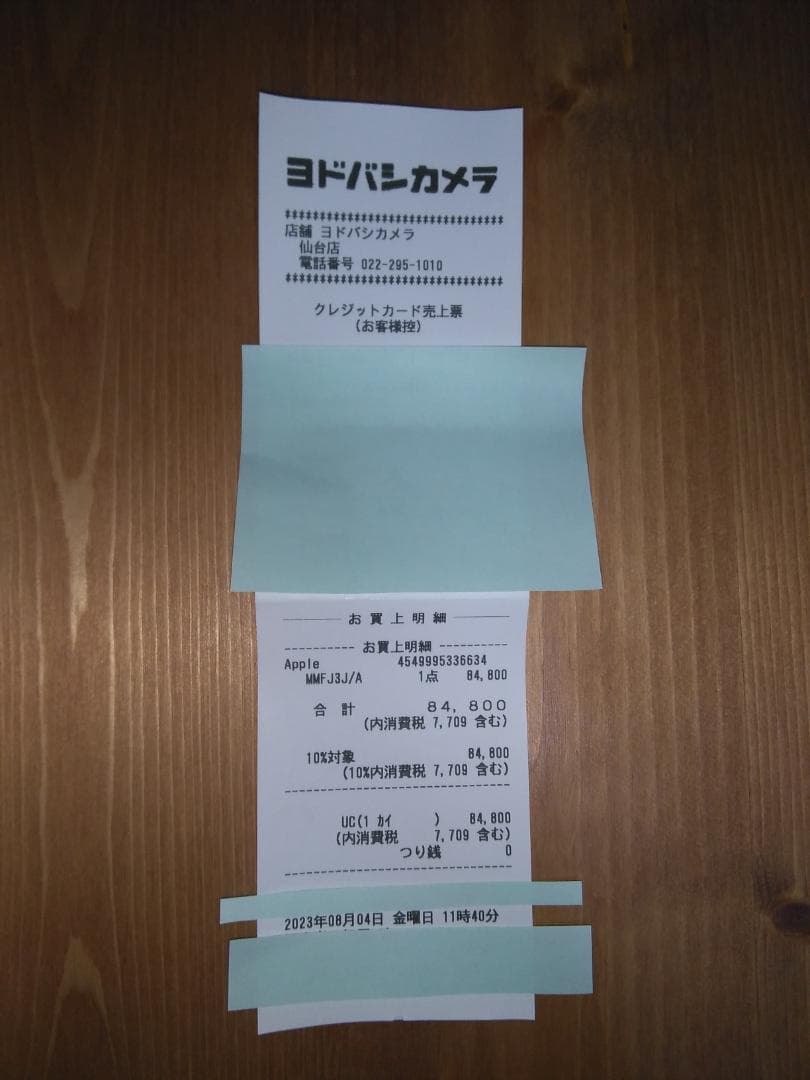 ヨドバシカメラ
********************************
店舗 ヨドバシカメラ
仙台店
電話番号 022-295-1010
********************************
クレジットカード売上票
(お客様控)
お 買 上 明 細
---------- お買上明細 ----------
Apple 4549995336634
MMFJ3J/A 1点 84,800
合 計 84,800
(内消費税 7,709 含む)
10%対象 84,800
(10%内消費税 7,709 含む)
--------------------------------
UC(1 ｶｲ ) 84,800
(内消費税 7,709 含む)
つり銭 0
--------------------------------
2023年08月04日 金曜日 11時40分